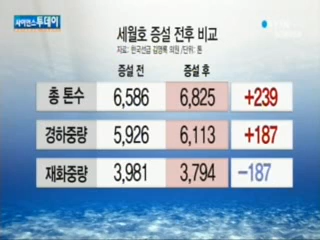 사이언스투데이
세월호 증설 전후 비교
자료: 한국선급 김영록 의원 /단위: 톤
증설 전 증설 후
총 톤수 6,586 6,825 +239
경하중량 5,926 6,113 +187
재화중량 3,981 3,794 -187